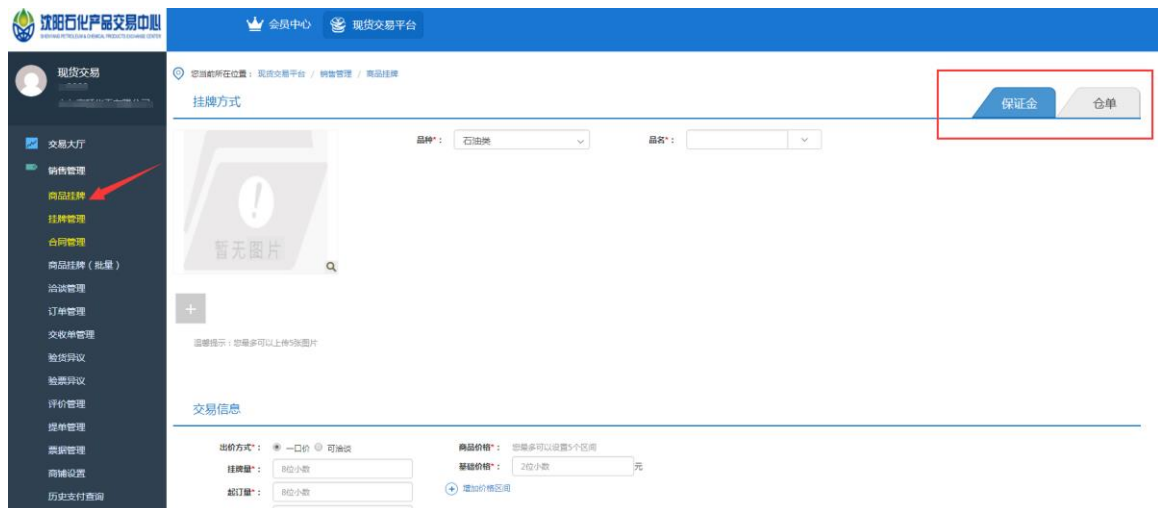 沈阳石化产品交易中心
会员中心
现货交易平台
现货交易
您当前所在位置： 现货交易平台 / 销售管理 / 商品挂牌
挂牌方式
保证金
仓单
交易大厅
品种*：
石油类
品名*：
销售管理
商品挂牌
挂牌管理
合同管理
商品挂牌（批量）
洽谈管理
订单管理
交收单管理
验货异议
验票异议
评价管理
提单管理
票据管理
商铺设置
历史支付查询
暂无图片
+
温馨提示：您最多可以上传5张图片
交易信息
出价方式*： 一口价 可洽谈
商品价格*： 您最多可以设置5个区间
挂牌量*： 8位小数
基础价格*： 2位小数 元
起订量*： 8位小数
增加价格区间